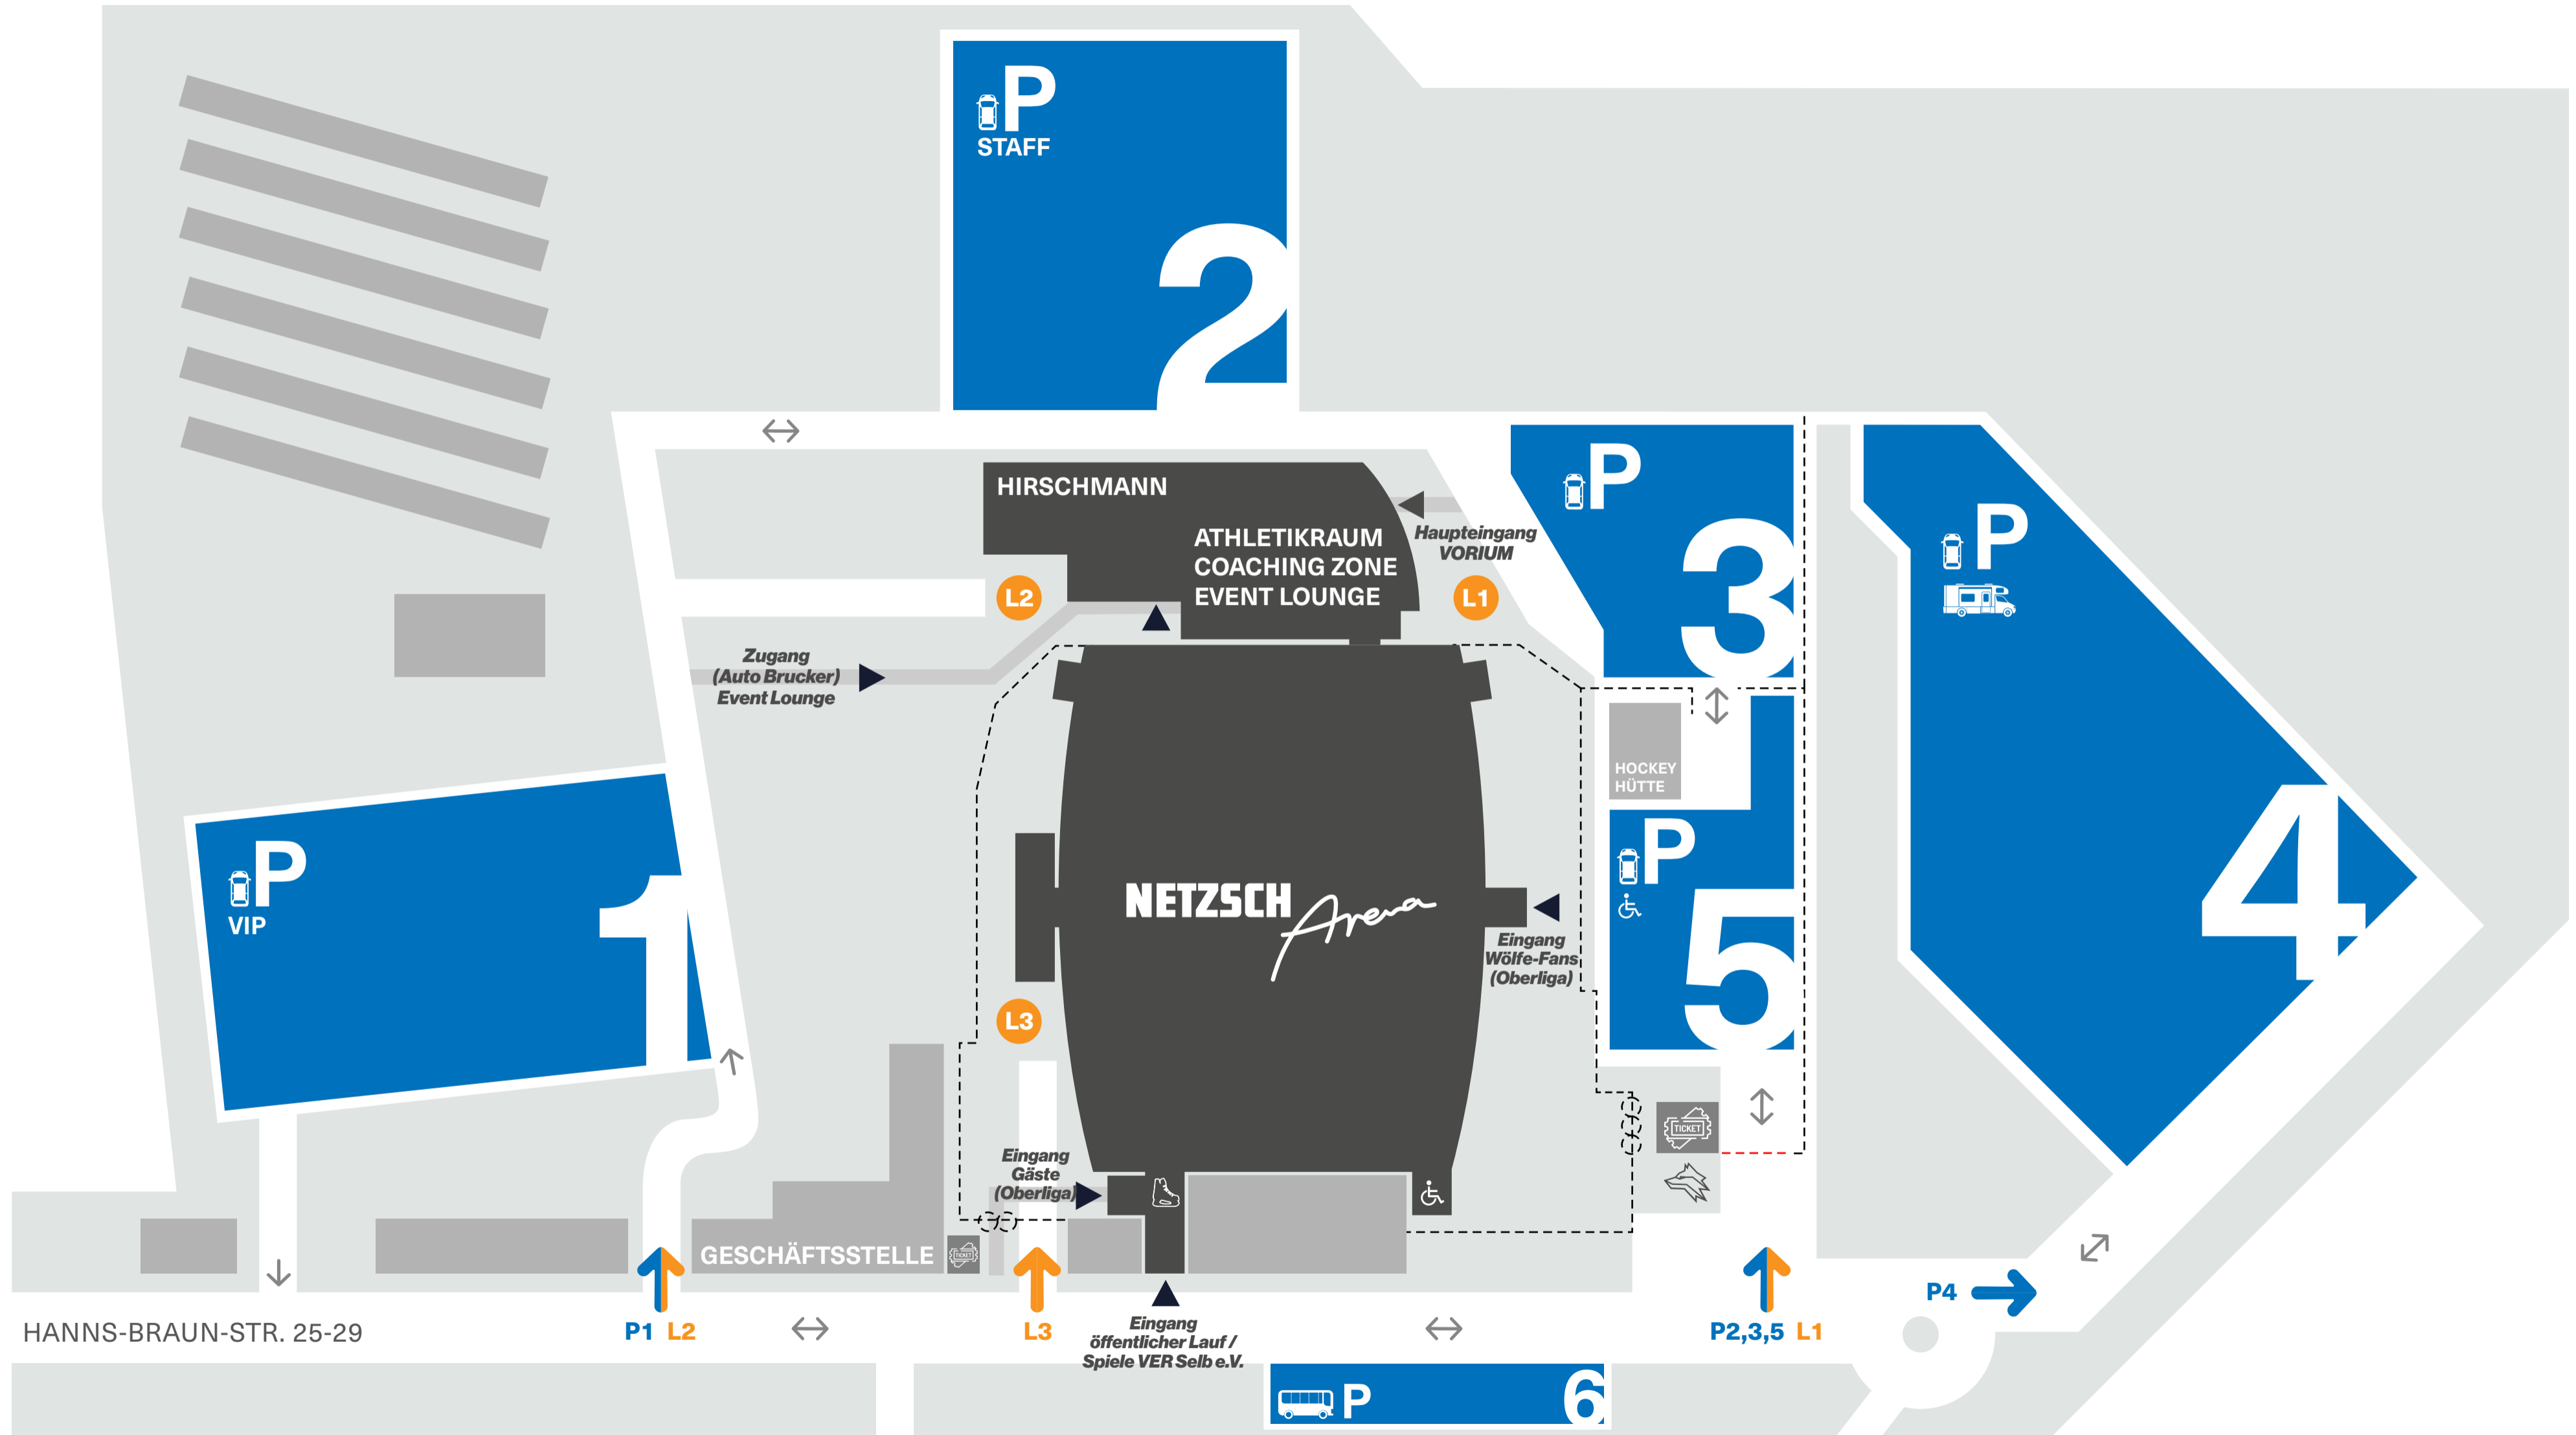 P
STAFF
2
HIRSCHMANN
ATHLETIKRAUM
COACHING ZONE
EVENT LOUNGE
Haupteingang
VORIUM
L2
L1
P
3
P
4
Zugang
(Auto Brucker)
Event Lounge
HOCKEY
HÜTTE
P
VIP
1
P
5
NETZSCH
Arena
Eingang
Wölfe-Fans
(Oberliga)
L3
TICKET
Eingang
Gäste
(Oberliga)
GESCHÄFTSSTELLE
TICKET
HANNS-BRAUN-STR. 25-29
P1 L2
L3
Eingang
öffentlicher Lauf /
Spiele VER Selb e.V.
P2,3,5 L1
P4
P
6